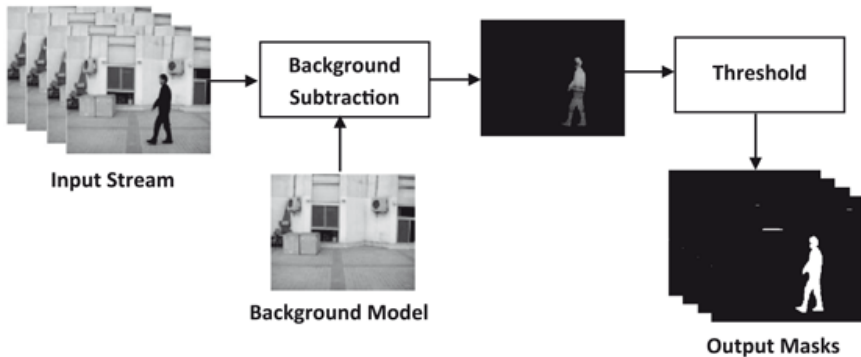 Input Stream
Background
Subtraction
Background Model
Threshold
Output Masks